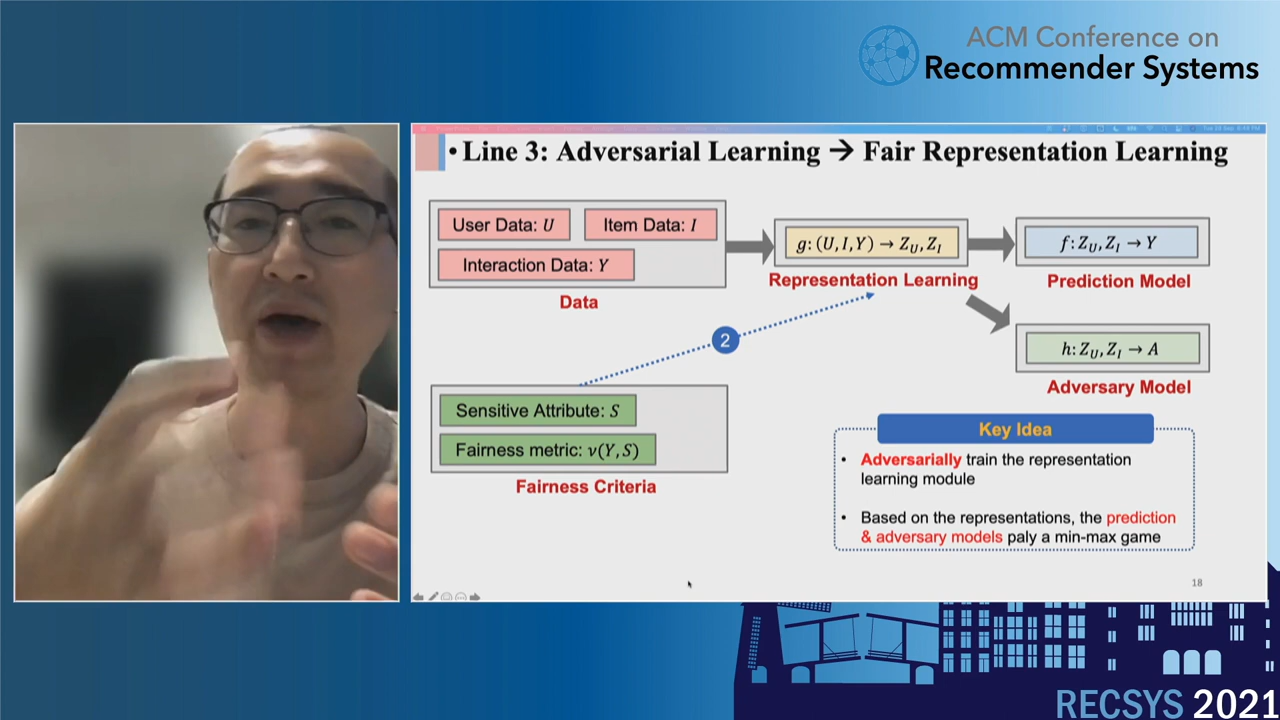 ACM Conference on
Recommender Systems
• Line 3: Adversarial Learning → Fair Representation Learning
User Data: U
Item Data: I
Interaction Data: Y
Data
g: (U, I, Y) → Z_U, Z_I
Representation Learning
f: Z_U, Z_I → Y
Prediction Model
h: Z_U, Z_I → A
Adversary Model
2
Sensitive Attribute: S
Fairness metric: v(Y, S)
Fairness Criteria
Key Idea
• Adversarially train the representation
learning module
• Based on the representations, the prediction
& adversary models paly a min-max game
18
RECSYS 2021